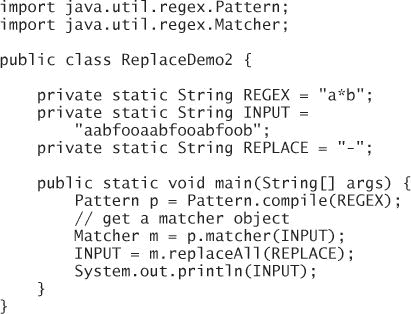 import java.util.regex.Pattern;
import java.util.regex.Matcher;

public class ReplaceDemo2 {

    private static String REGEX = "a*b";
    private static String INPUT =
        "aabfooaabfooabfoob";
    private static String REPLACE = "-";

    public static void main(String[] args) {
        Pattern p = Pattern.compile(REGEX);
        // get a matcher object
        Matcher m = p.matcher(INPUT);
        INPUT = m.replaceAll(REPLACE);
        System.out.println(INPUT);
    }
}